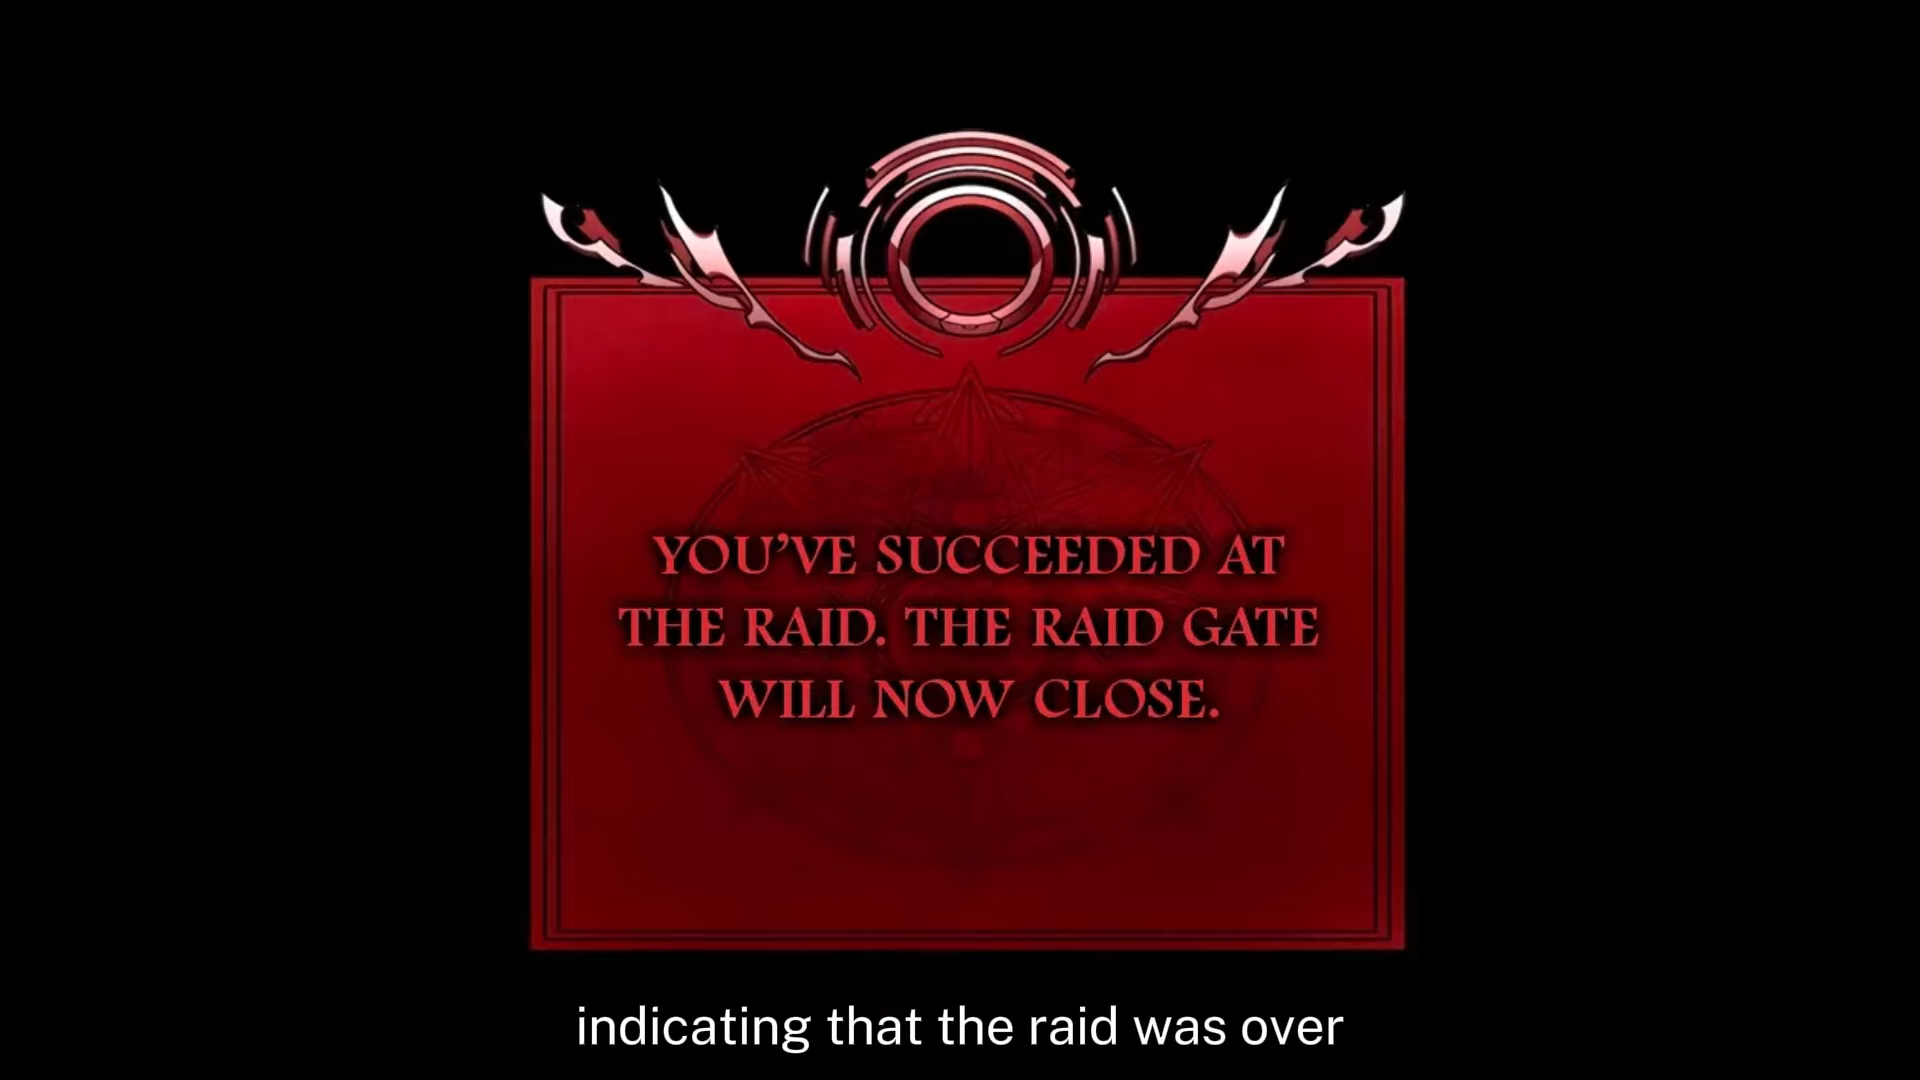 YOU'VE SUCCEEDED AT
THE RAID. THE RAID GATE
WILL NOW CLOSE.
indicating that the raid was over